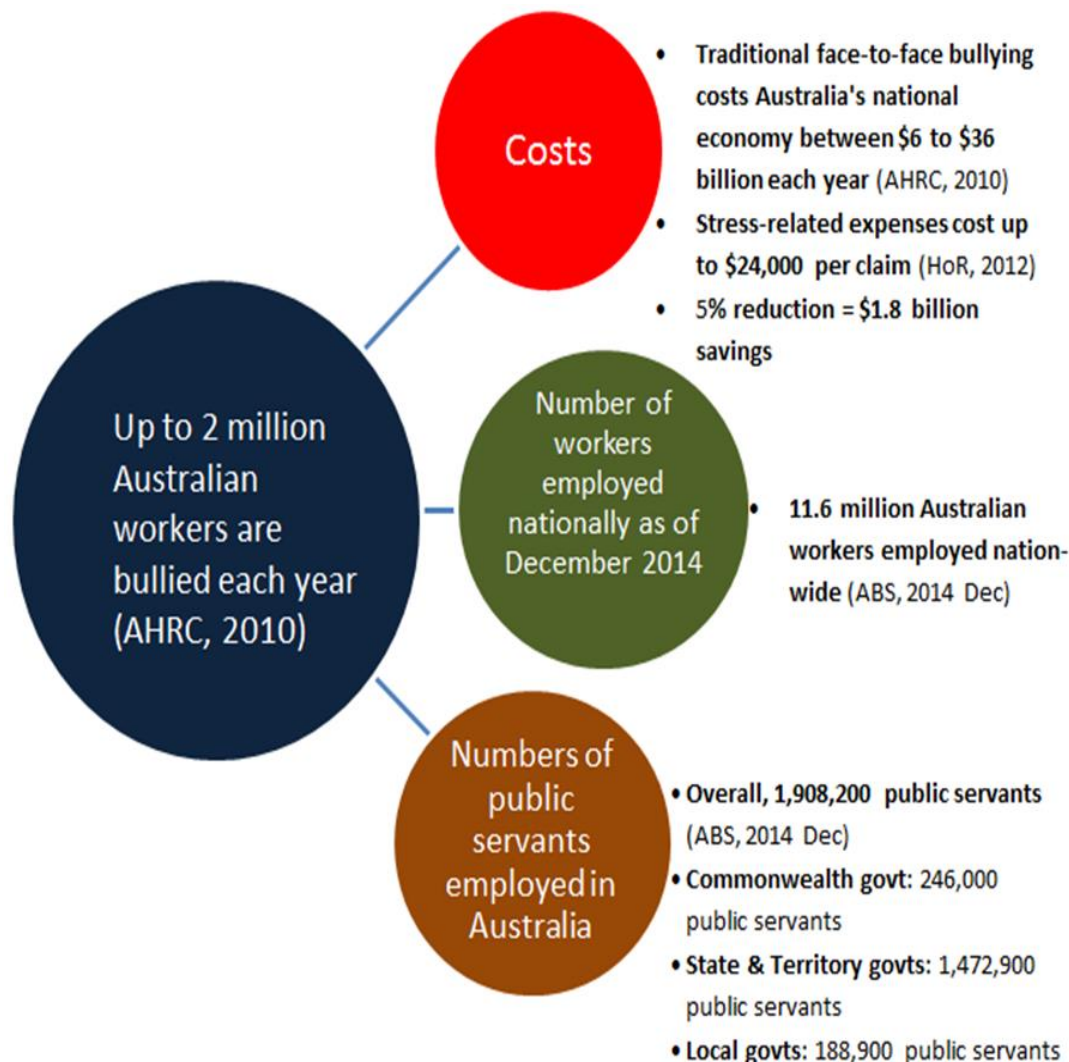 Costs
• Traditional face-to-face bullying
costs Australia's national
economy between $6 to $36
billion each year (AHRC, 2010)
• Stress-related expenses cost up
to $24,000 per claim (HoR, 2012)
• 5% reduction = $1.8 billion
savings
Up to 2 million
Australian
workers are
bullied each year
(AHRC, 2010)
Number of
workers
employed
nationally as of
December 2014
• 11.6 million Australian
workers employed nation-
wide (ABS, 2014 Dec)
Numbers of
public
servants
employed in
Australia
• Overall, 1,908,200 public servants
(ABS, 2014 Dec)
• Commonwealth govt: 246,000
public servants
• State & Territory govts: 1,472,900
public servants
• Local govts: 188,900 public servants